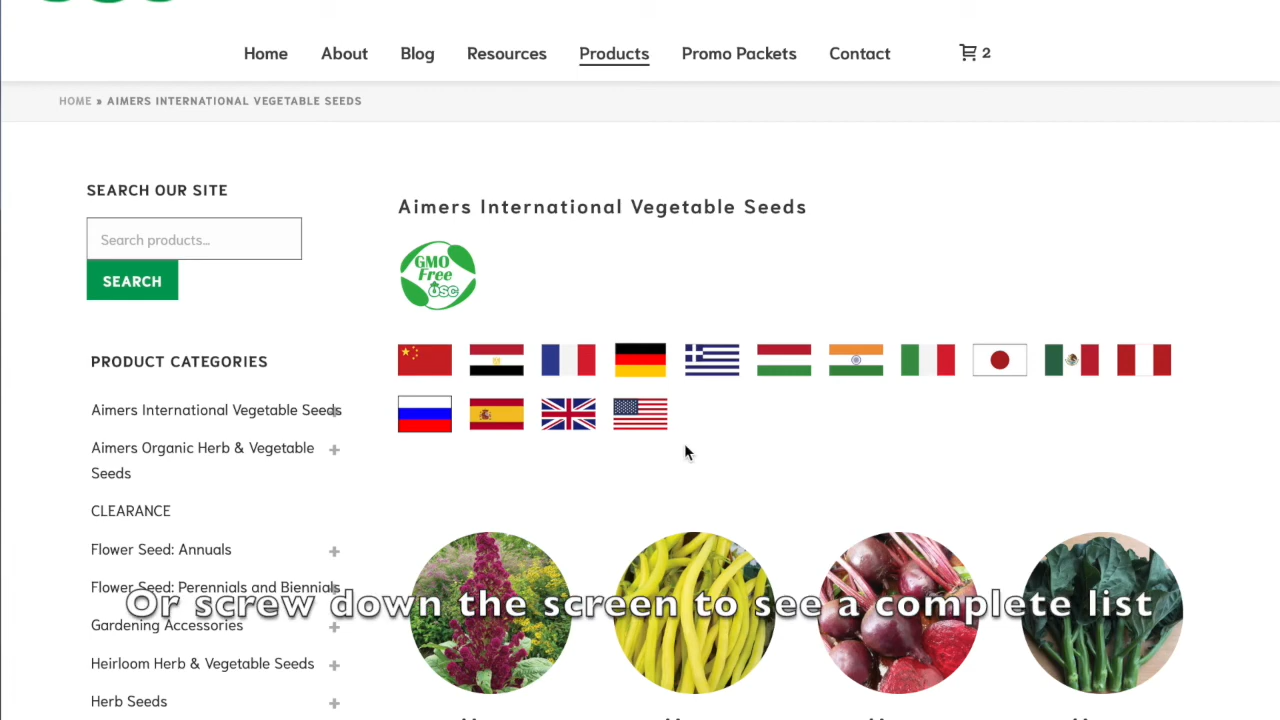 Home About Blog Resources Products Promo Packets Contact 2
HOME » AIMERS INTERNATIONAL VEGETABLE SEEDS
SEARCH OUR SITE
Search products...
SEARCH
PRODUCT CATEGORIES
Aimers International Vegetable Seeds
Aimers Organic Herb & Vegetable
Seeds
CLEARANCE
Flower Seed: Annuals
Flower Seed: Perennials and Biennials
Gardening Accessories
Heirloom Herb & Vegetable Seeds
Herb Seeds
Aimers International Vegetable Seeds
GMO
Free
OSC
Or screw down the screen to see a complete list